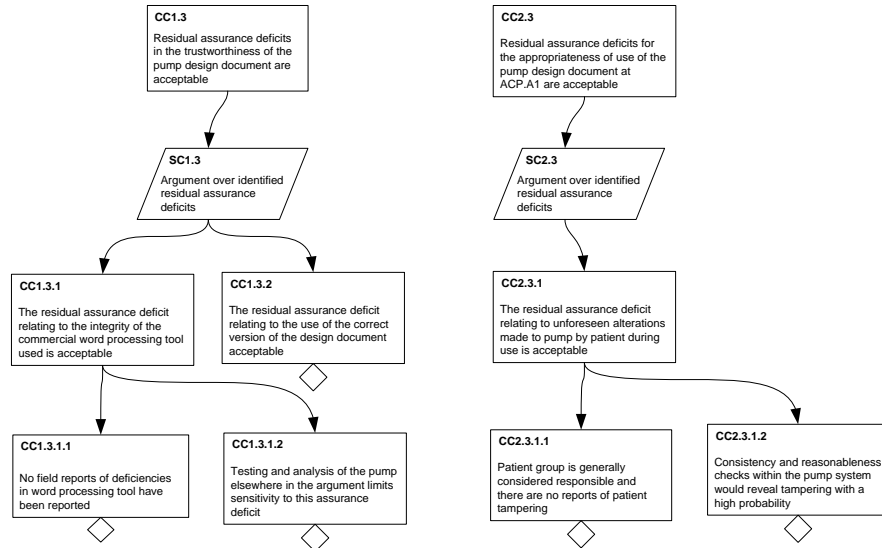 CC1.3
Residual assurance deficits
in the trustworthiness of the
pump design document are
acceptable
CC2.3
Residual assurance deficits for
the appropriateness of use of the
pump design document at
ACP.A1 are acceptable
SC1.3
Argument over identified
residual assurance
deficits
SC2.3
Argument over identified
residual assurance
deficits
CC1.3.1
The residual assurance deficit
relating to the integrity of the
commercial word processing tool
used is acceptable
CC1.3.2
The residual assurance deficit
relating to the use of the correct
version of the design document
acceptable
CC2.3.1
The residual assurance deficit
relating to unforeseen alterations
made to pump by patient during
use is acceptable
CC1.3.1.1
No field reports of deficiencies
in word processing tool have
been reported
CC1.3.1.2
Testing and analysis of the pump
elsewhere in the argument limits
sensitivity to this assurance
deficit
CC2.3.1.1
Patient group is generally
considered responsible and
there are no reports of patient
tampering
CC2.3.1.2
Consistency and reasonableness
checks within the pump system
would reveal tampering with a
high probability